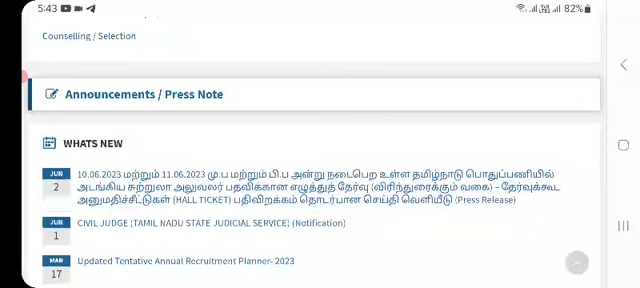 5:43
82%
Counselling / Selection
Announcements / Press Note
WHATS NEW
JUN
2
10.06.2023 மற்றும் 11.06.2023 மு.ப மற்றும் பி.ப அன்று நடைபெற உள்ள தமிழ்நாடு பொதுப்பணியில்
அடங்கிய சுற்றுலா அலுவலர் பதவிக்கான எழுத்துத் தேர்வு (விரிந்துரைக்கும் வகை) – தேர்வுக்கூட
அனுமதிச்சீட்டுகள் (HALL TICKET) பதிவிறக்கம் தொடர்பான செய்தி வெளியீடு (Press Release)
JUN
1
CIVIL JUDGE (TAMIL NADU STATE JUDICIAL SERVICE) (Notification)
MAR
17
Updated Tentative Annual Recruitment Planner- 2023